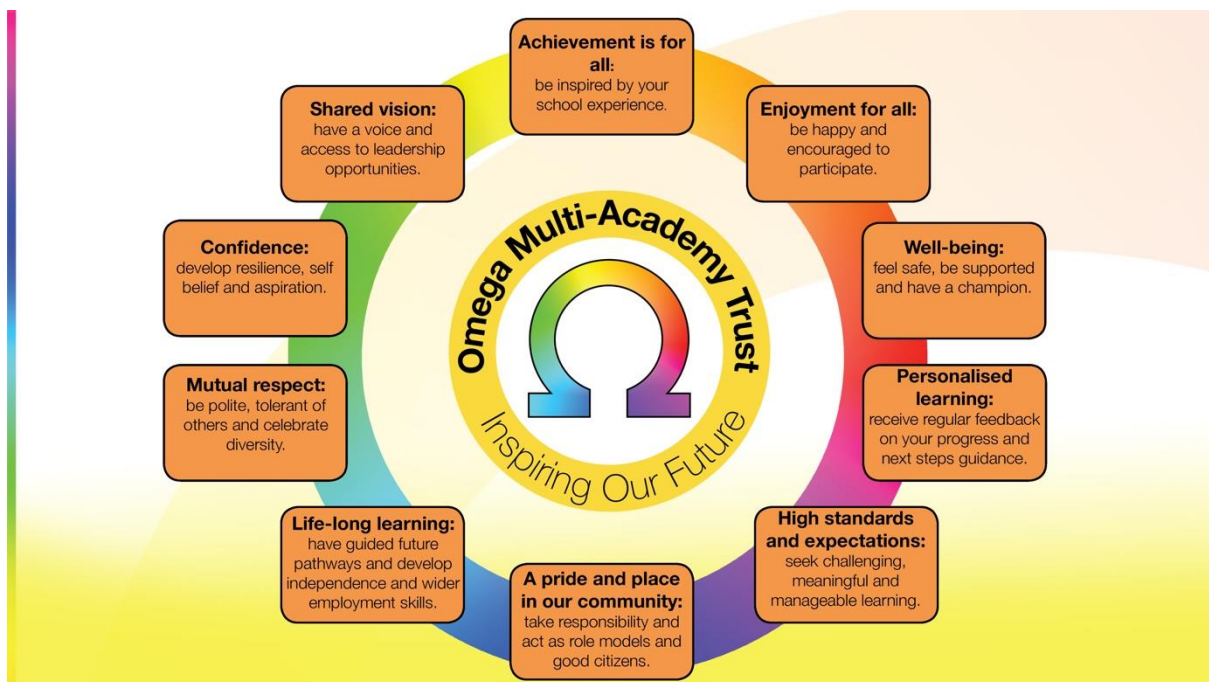 Achievement is for
all:
be inspired by your
school experience.
Enjoyment for all:
be happy and
encouraged to
participate.
Well-being:
feel safe, be supported
and have a champion.
Personalised
learning:
receive regular feedback
on your progress and
next steps guidance.
High standards
and expectations:
seek challenging,
meaningful and
manageable learning.
A pride and place
in our community:
take responsibility and
act as role models and
good citizens.
Life-long learning:
have guided future
pathways and develop
independence and wider
employment skills.
Mutual respect:
be polite, tolerant of
others and celebrate
diversity.
Confidence:
develop resilience, self
belief and aspiration.
Shared vision:
have a voice and
access to leadership
opportunities.
Omega Multi-Academy Trust
Ω
Inspiring Our Future